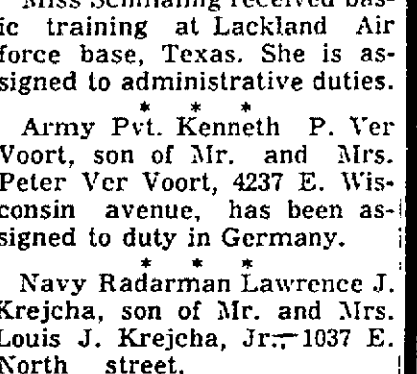 Miss Schmaling received bas-
ic training at Lackland Air
force base, Texas. She is as-
signed to administrative duties.
* * *
Army Pvt. Kenneth P. Ver
Voort, son of Mr. and Mrs.
Peter Ver Voort, 4237 E. Wis-
consin avenue, has been as-
signed to duty in Germany.
* * *
Navy Radarman Lawrence J.
Krejcha, son of Mr. and Mrs.
Louis J. Krejcha, Jr., 1037 E.
North street.